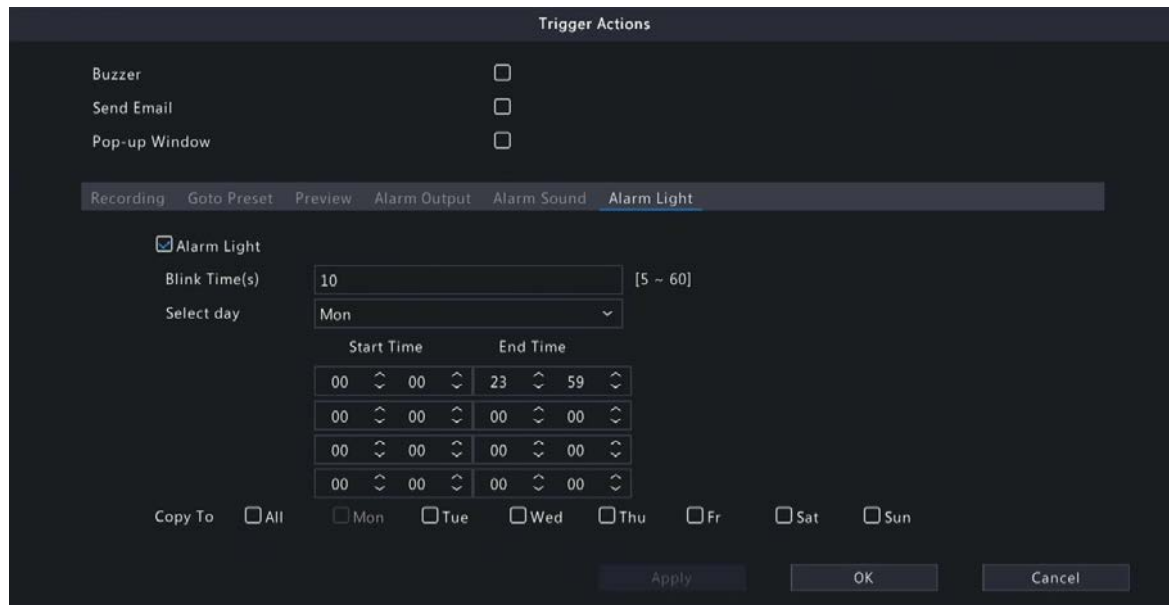 Trigger Actions
Buzzer
Send Email
Pop-up Window
Recording Goto Preset Preview Alarm Output Alarm Sound Alarm Light
Alarm Light
Blink Time(s) 10 [5 ~ 60]
Select day Mon
Start Time End Time
00 00 23 59
00 00 00 00
00 00 00 00
00 00 00 00
Copy To All Mon Tue Wed Thu Fr Sat Sun
Apply OK Cancel